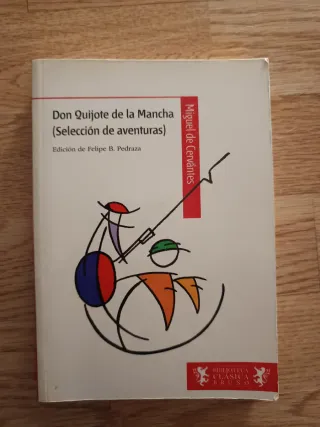 Don Quijote de la Mancha
(Selección de aventuras)
Edición de Felipe B. Pedraza
Miguel de Cervantes
BIBLIOTECA
CLÁSICA
BRUÑO